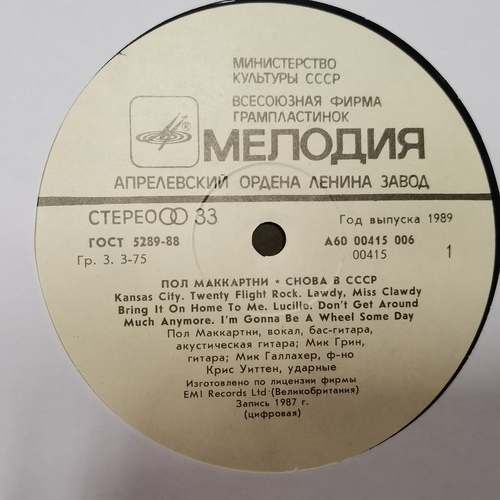 МИНИСТЕРСТВО
КУЛЬТУРЫ СССР
ВСЕСОЮЗНАЯ ФИРМА
ГРАМПЛАСТИНОК
МЕЛОДИЯ
АПРЕЛЕВСКИЙ ОРДЕНА ЛЕНИНА ЗАВОД
СТЕРЕО 33
Год выпуска 1989
ГОСТ 5289-88
А60 00415 006
Гр. 3. 3-75
00415
1
ПОЛ МАККАРТНИ • СНОВА В СССР
Kansas City. Twenty Flight Rock. Lawdy, Miss Clawdy
Bring It On Home To Me. Lucille. Don't Get Around
Much Anymore. I'm Gonna Be A Wheel Some Day
Пол Маккартни, вокал, бас-гитара,
акустическая гитара; Мик Грин,
гитара; Мик Галлахер, ф-но
Крис Уиттен, ударные
Изготовлено по лицензии фирмы
EMI Records Ltd (Великобритания)
Запись 1987 г.
(цифровая)